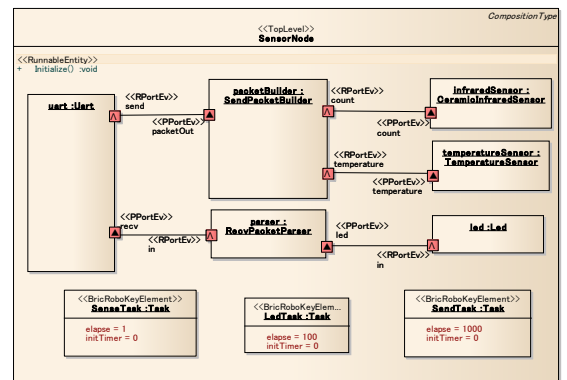 CompositionType
<<TopLevel>>
SensorNode
<<RunnableEntity>>
+ Initialize() :void
uart :Uart
<<RPortEv>>
send
<<PPortEv>>
packetOut
packetBuilder :
SendPacketBuilder
<<RPortEv>>
count
<<PPortEv>>
count
infraredSensor :
CeramicInfraredSensor
<<RPortEv>>
temperature
<<PPortEv>>
temperature
temperatureSensor :
TemperatureSensor
<<PPortEv>>
recv
<<RPortEv>>
in
parser :
RecvPacketParser
<<PPortEv>>
led
<<RPortEv>>
in
led :Led
<<BricRoboKeyElement>>
SenseTask :Task
elapse = 1
initTimer = 0
<<BricRoboKeyElem...
LedTask :Task
elapse = 100
initTimer = 0
<<BricRoboKeyElement>>
SendTask :Task
elapse = 1000
initTimer = 0